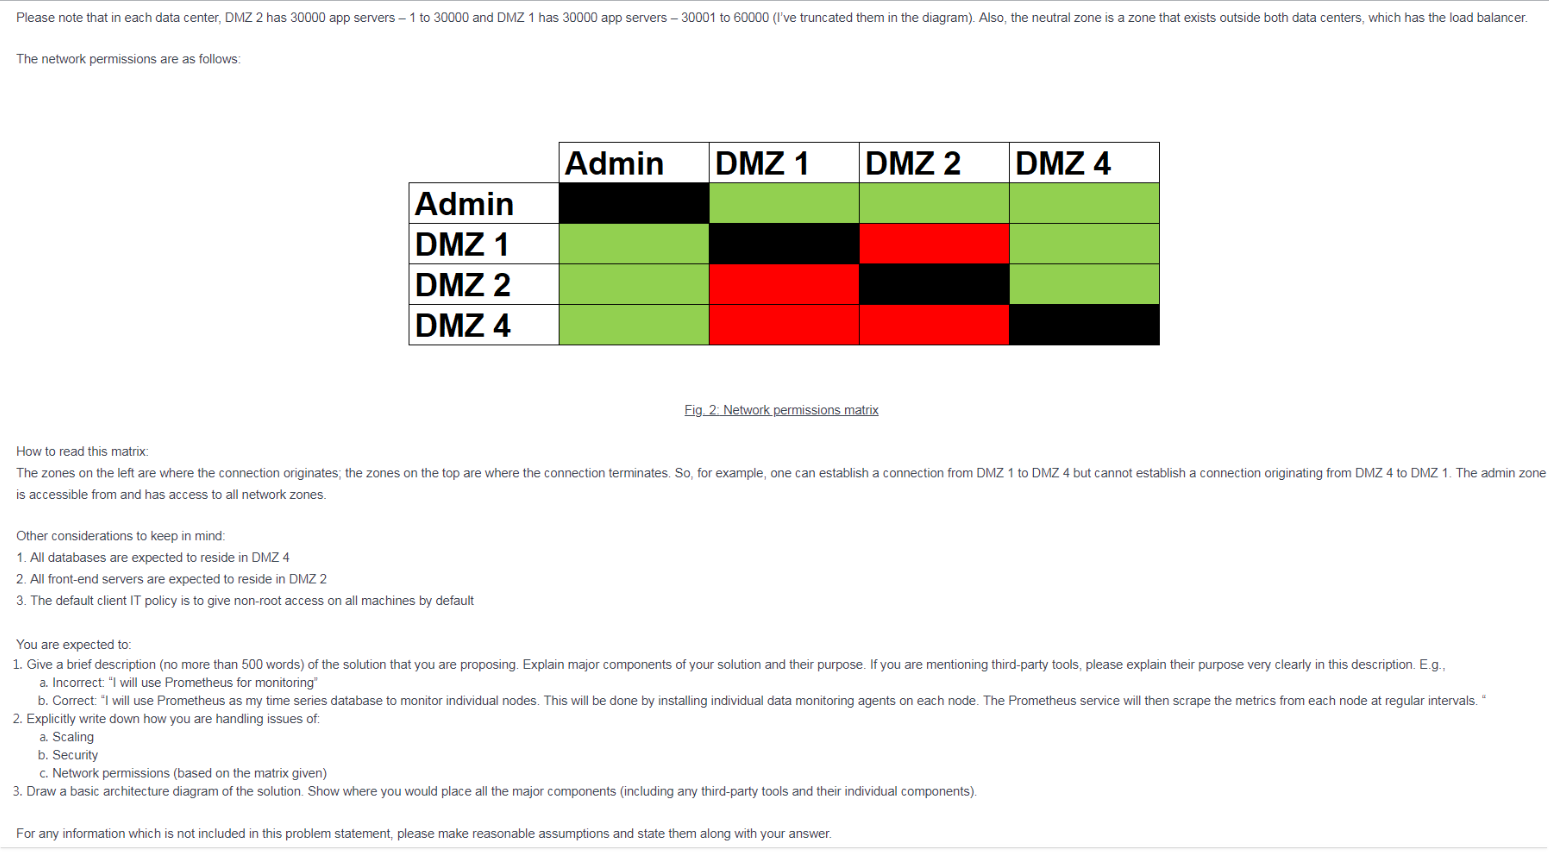 Please note that in each data center, DMZ 2 has 30000 app servers – 1 to 30000 and DMZ 1 has 30000 app servers – 30001 to 60000 (I've truncated them in the diagram). Also, the neutral zone is a zone that exists outside both data centers, which has the load balancer.
The network permissions are as follows:
Admin DMZ 1 DMZ 2 DMZ 4
Admin
DMZ 1
DMZ 2
DMZ 4
Fig. 2: Network permissions matrix
How to read this matrix:
The zones on the left are where the connection originates; the zones on the top are where the connection terminates. So, for example, one can establish a connection from DMZ 1 to DMZ 4 but cannot establish a connection originating from DMZ 4 to DMZ 1. The admin zone
is accessible from and has access to all network zones.
Other considerations to keep in mind:
1. All databases are expected to reside in DMZ 4
2. All front-end servers are expected to reside in DMZ 2
3. The default client IT policy is to give non-root access on all machines by default
You are expected to:
1. Give a brief description (no more than 500 words) of the solution that you are proposing. Explain major components of your solution and their purpose. If you are mentioning third-party tools, please explain their purpose very clearly in this description. E.g.,
a. Incorrect: "I will use Prometheus for monitoring"
b. Correct: "I will use Prometheus as my time series database to monitor individual nodes. This will be done by installing individual data monitoring agents on each node. The Prometheus service will then scrape the metrics from each node at regular intervals. "
2. Explicitly write down how you are handling issues of:
a. Scaling
b. Security
c. Network permissions (based on the matrix given)
3. Draw a basic architecture diagram of the solution. Show where you would place all the major components (including any third-party tools and their individual components).
For any information which is not included in this problem statement, please make reasonable assumptions and state them along with your answer.